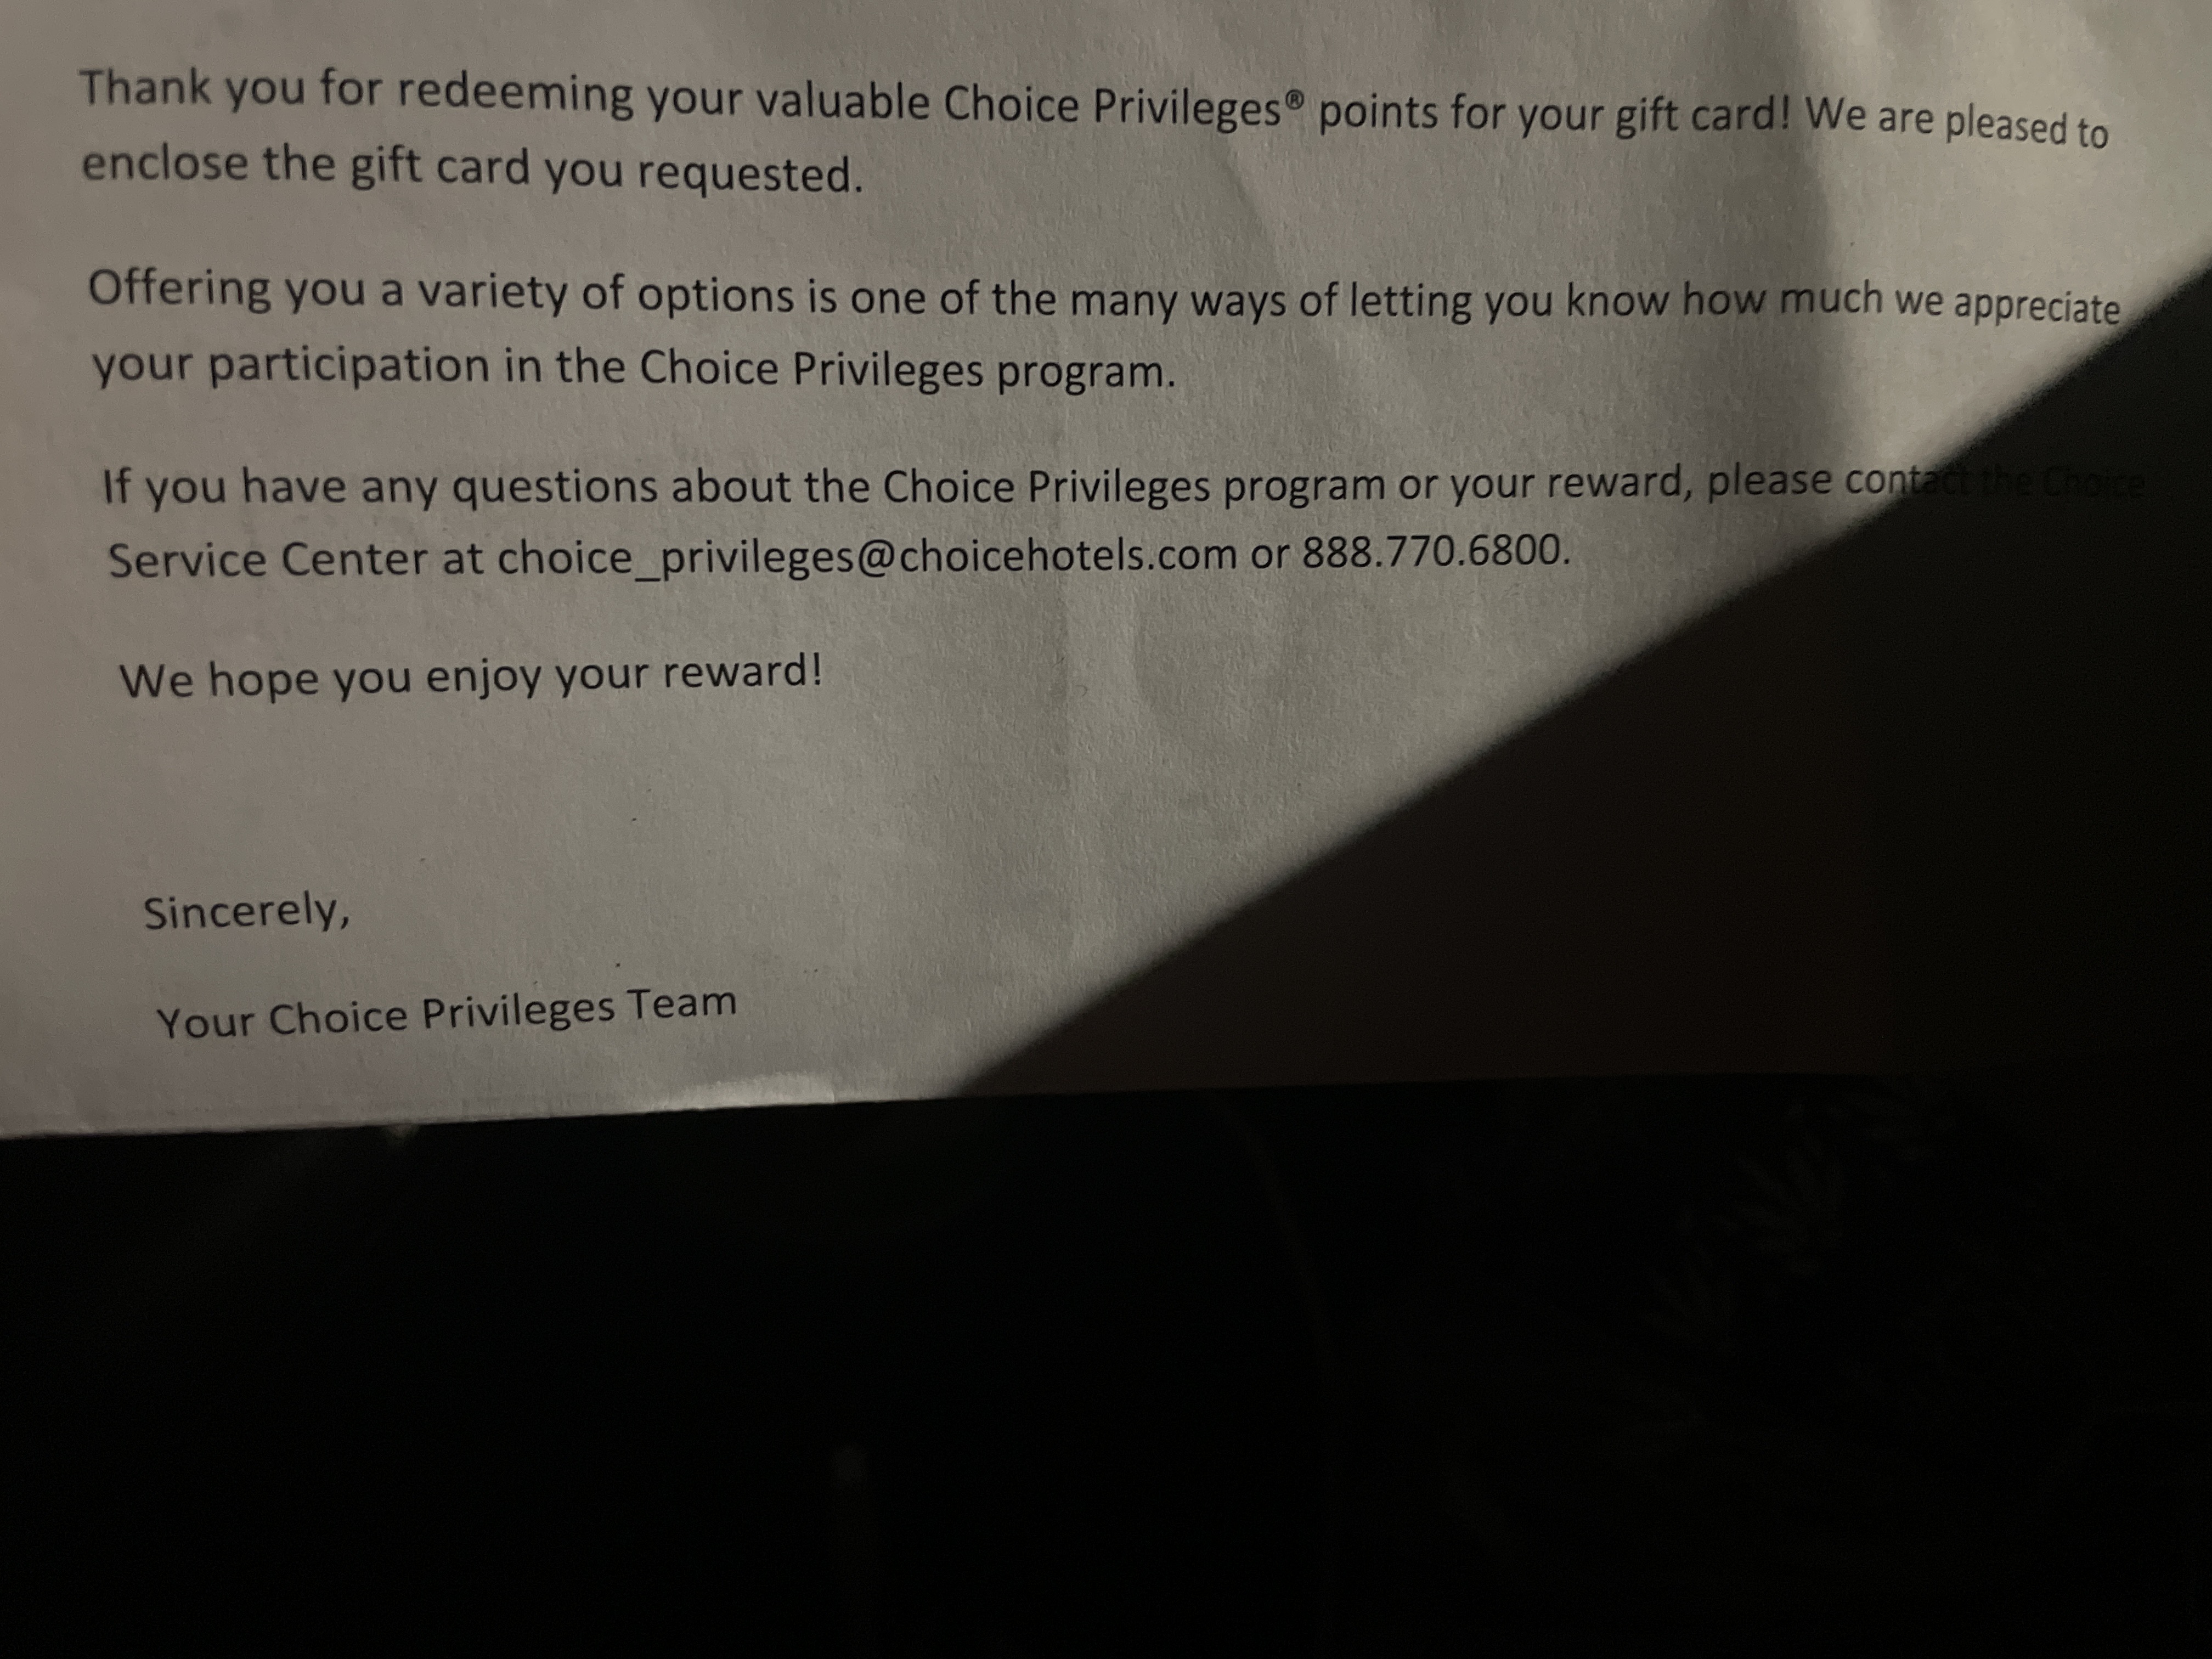 Thank you for redeeming your valuable Choice Privileges® points for your gift card! We are pleased to
enclose the gift card you requested.
Offering you a variety of options is one of the many ways of letting you know how much we appreciate
your participation in the Choice Privileges program.
If you have any questions about the Choice Privileges program or your reward, please contact the Choice
Service Center at choice_privileges@choicehotels.com or 888.770.6800.
We hope you enjoy your reward!
Sincerely,
Your Choice Privileges Team